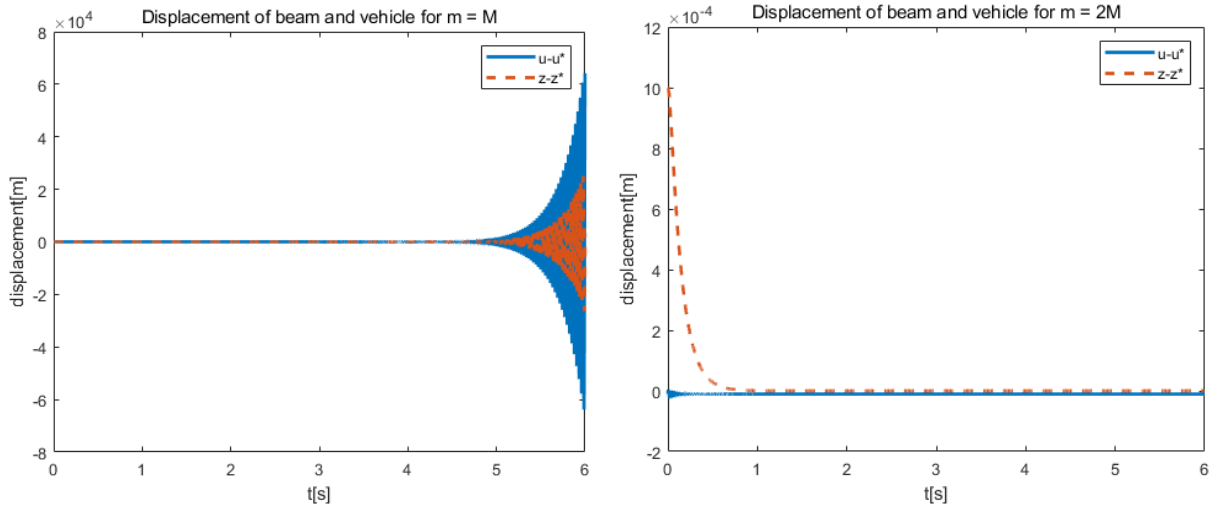 Displacement of beam and vehicle for m = M
×10⁴
8
6
4
2
0
-2
-4
-6
-8
0 1 2 3 4 5 6
t[s]
displacement[m]
u-u*
z-z*
Displacement of beam and vehicle for m = 2M
×10⁻⁴
12
10
8
6
4
2
0
-2
0 1 2 3 4 5 6
t[s]
displacement[m]
u-u*
z-z*